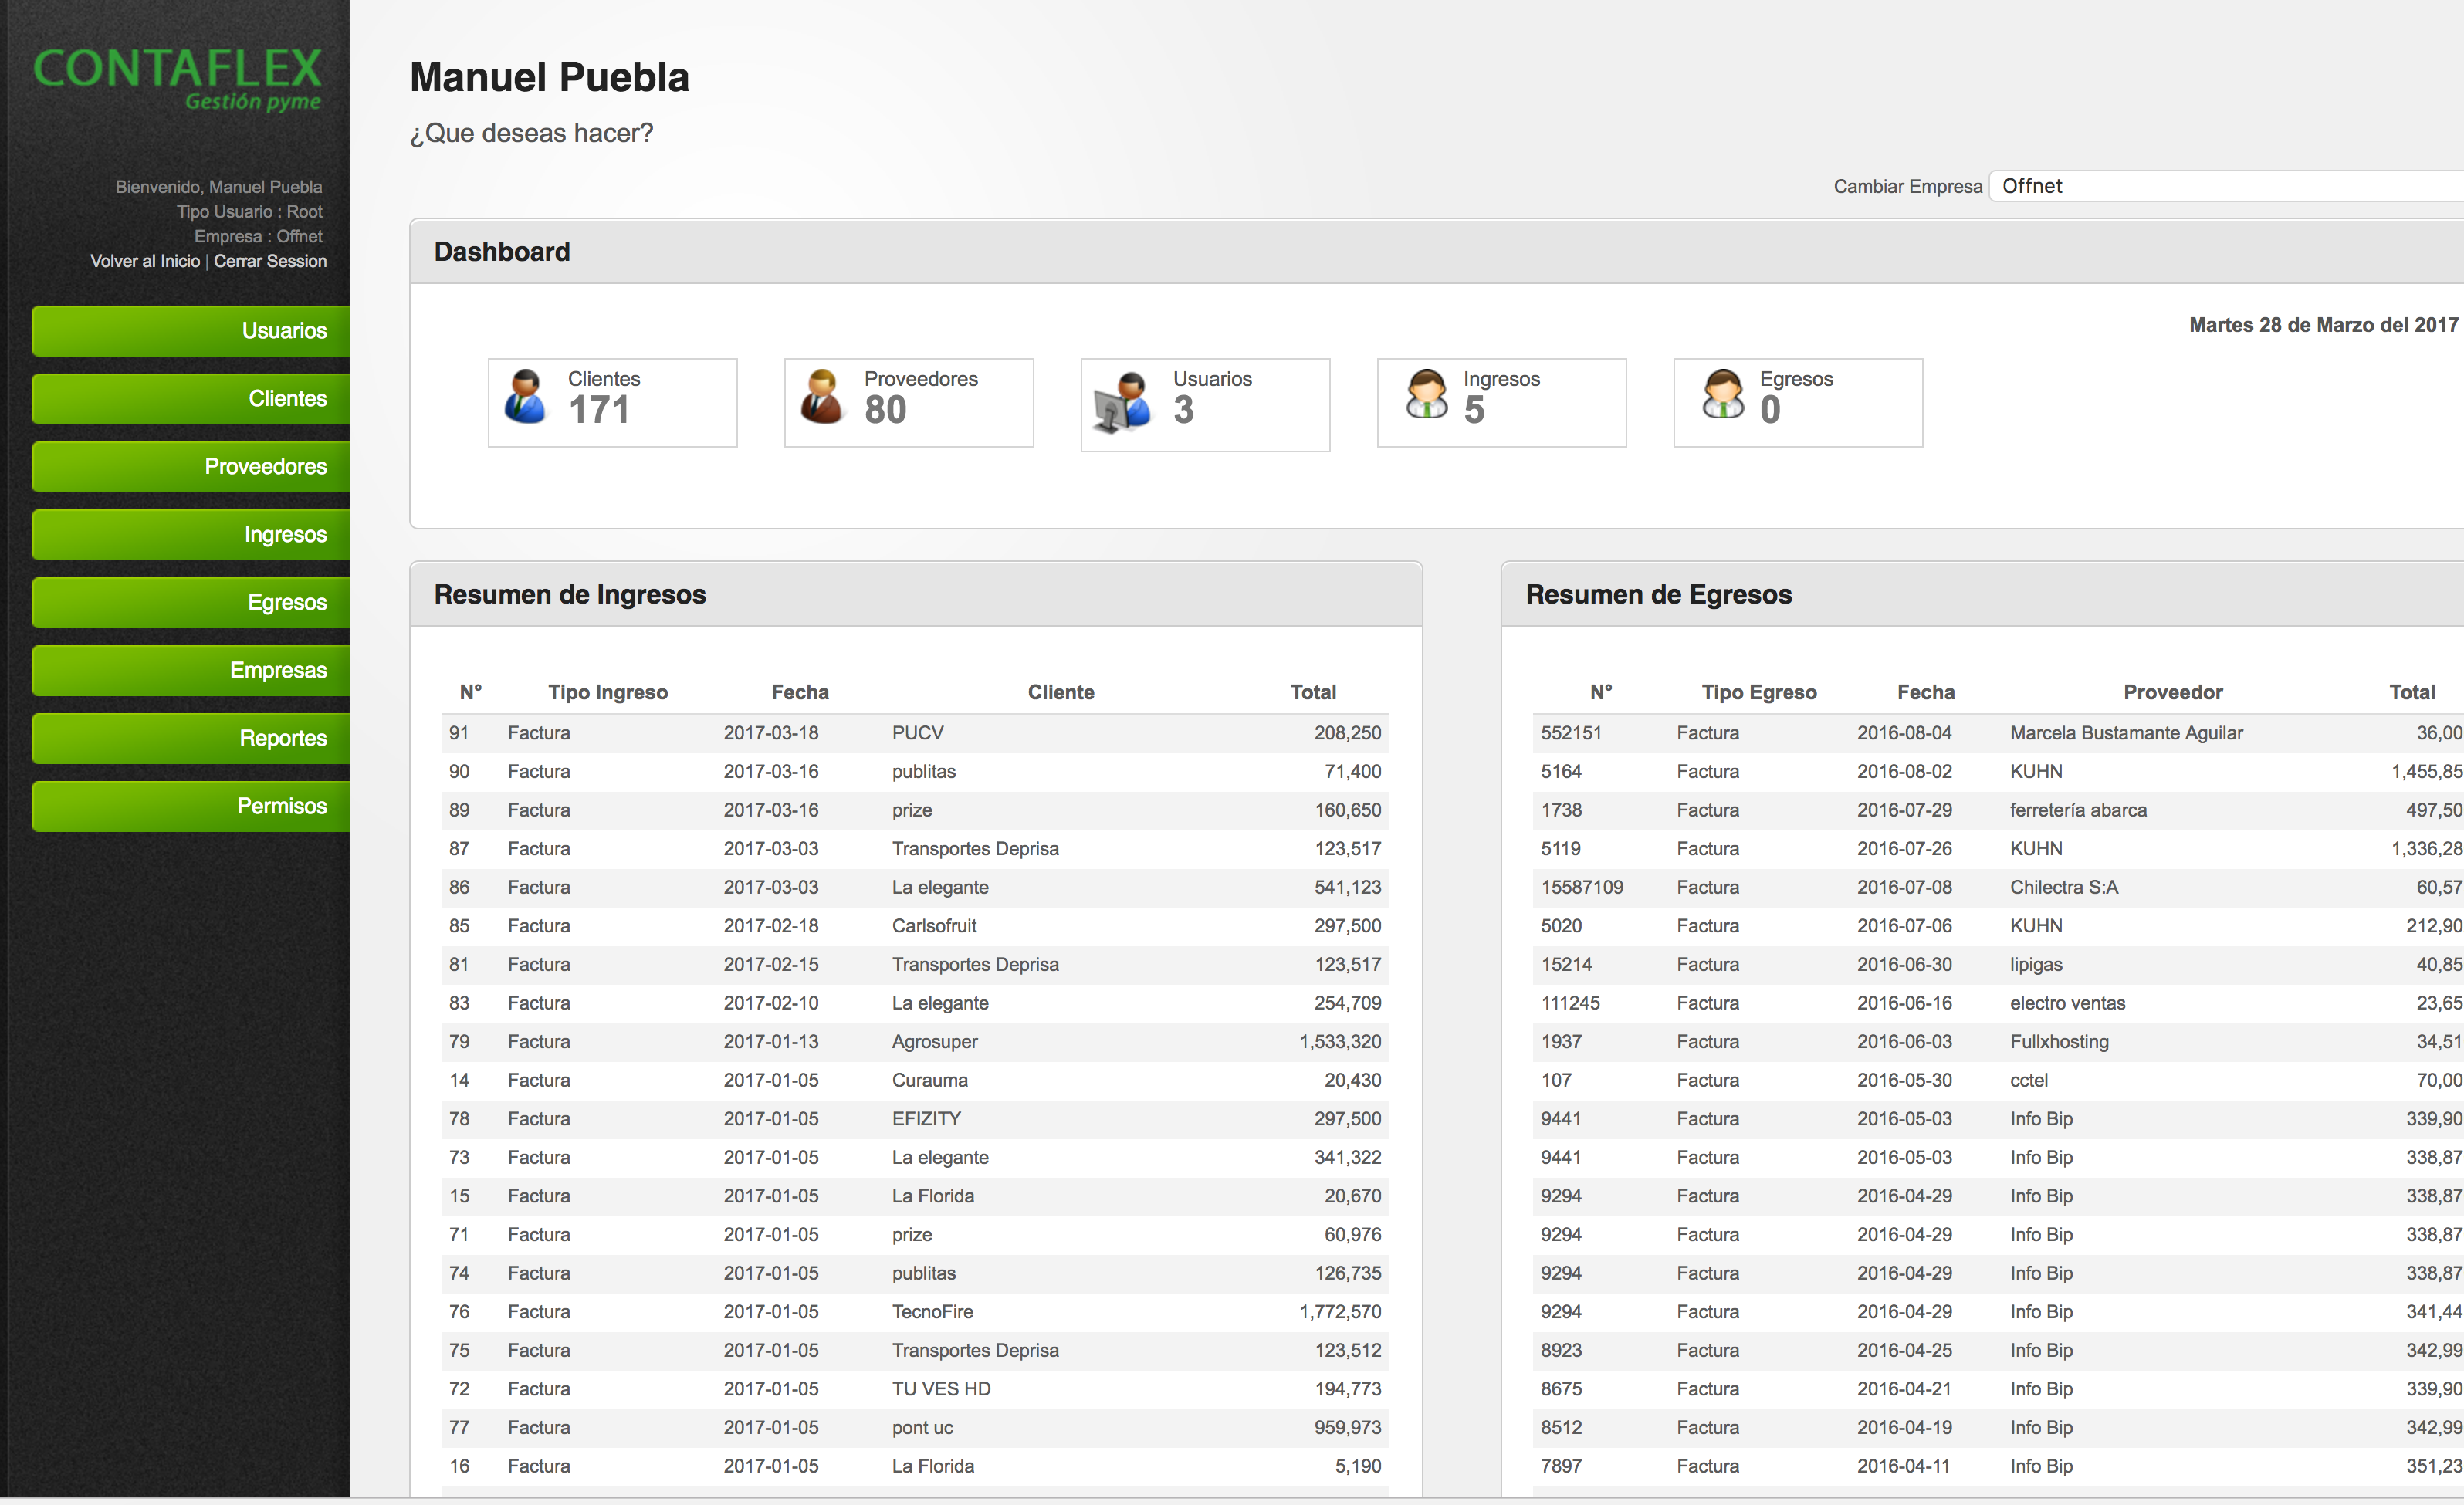 CONTAFLEX
Gestión pyme
Bienvenido, Manuel Puebla
Tipo Usuario : Root
Empresa : Offnet
Volver al Inicio | Cerrar Session
Usuarios
Clientes
Proveedores
Ingresos
Egresos
Empresas
Reportes
Permisos
Manuel Puebla
¿Que deseas hacer?
Cambiar Empresa Offnet
Dashboard
Martes 28 de Marzo del 2017
Clientes
171
Proveedores
80
Usuarios
3
Ingresos
5
Egresos
0
Resumen de Ingresos
N° Tipo Ingreso Fecha Cliente Total
91 Factura 2017-03-18 PUCV 208,250
90 Factura 2017-03-16 publitas 71,400
89 Factura 2017-03-16 prize 160,650
87 Factura 2017-03-03 Transportes Deprisa 123,517
86 Factura 2017-03-03 La elegante 541,123
85 Factura 2017-02-18 Carlsofruit 297,500
81 Factura 2017-02-15 Transportes Deprisa 123,517
83 Factura 2017-02-10 La elegante 254,709
79 Factura 2017-01-13 Agrosuper 1,533,320
14 Factura 2017-01-05 Curauma 20,430
78 Factura 2017-01-05 EFIZITY 297,500
73 Factura 2017-01-05 La elegante 341,322
15 Factura 2017-01-05 La Florida 20,670
71 Factura 2017-01-05 prize 60,976
74 Factura 2017-01-05 publitas 126,735
76 Factura 2017-01-05 TecnoFire 1,772,570
75 Factura 2017-01-05 Transportes Deprisa 123,512
72 Factura 2017-01-05 TU VES HD 194,773
77 Factura 2017-01-05 pont uc 959,973
16 Factura 2017-01-05 La Florida 5,190
Resumen de Egresos
N° Tipo Egreso Fecha Proveedor Total
552151 Factura 2016-08-04 Marcela Bustamante Aguilar 36,00
5164 Factura 2016-08-02 KUHN 1,455,85
1738 Factura 2016-07-29 ferretería abarca 497,50
5119 Factura 2016-07-26 KUHN 1,336,28
15587109 Factura 2016-07-08 Chilectra S:A 60,57
5020 Factura 2016-07-06 KUHN 212,90
15214 Factura 2016-06-30 lipigas 40,85
111245 Factura 2016-06-16 electro ventas 23,65
1937 Factura 2016-06-03 Fullxhosting 34,51
107 Factura 2016-05-30 cctel 70,00
9441 Factura 2016-05-03 Info Bip 339,90
9441 Factura 2016-05-03 Info Bip 338,87
9294 Factura 2016-04-29 Info Bip 338,87
9294 Factura 2016-04-29 Info Bip 338,87
9294 Factura 2016-04-29 Info Bip 338,87
9294 Factura 2016-04-29 Info Bip 341,44
8923 Factura 2016-04-25 Info Bip 342,99
8675 Factura 2016-04-21 Info Bip 339,90
8512 Factura 2016-04-19 Info Bip 342,99
7897 Factura 2016-04-11 Info Bip 351,23